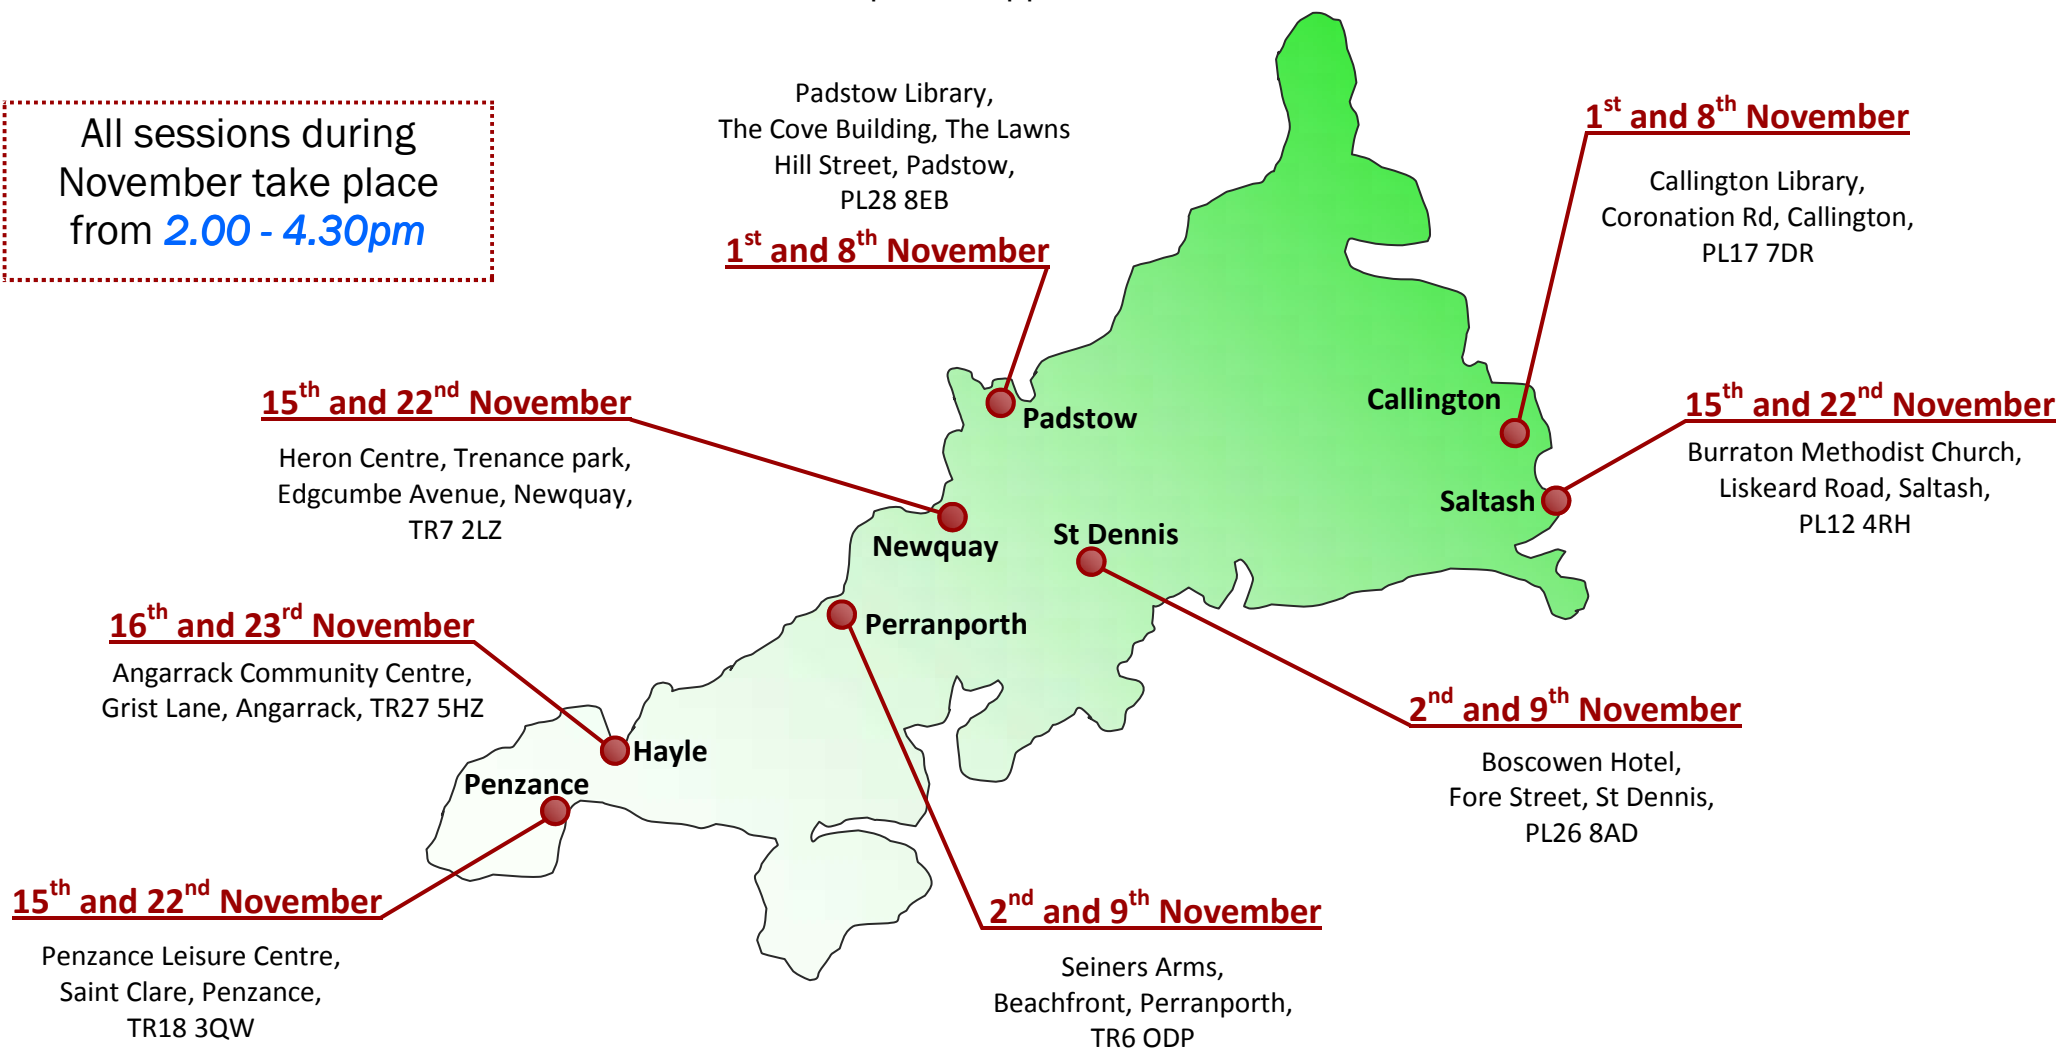 All sessions during
November take place
from 2.00 - 4.30pm
Padstow Library,
The Cove Building, The Lawns
Hill Street, Padstow,
PL28 8EB
1st and 8th November
1st and 8th November
Callington Library,
Coronation Rd, Callington,
PL17 7DR
15th and 22nd November
Heron Centre, Trenance park,
Edgcumbe Avenue, Newquay,
TR7 2LZ
Padstow
Callington
15th and 22nd November
Burraton Methodist Church,
Liskeard Road, Saltash,
PL12 4RH
Saltash
Newquay
St Dennis
16th and 23rd November
Angarrack Community Centre,
Grist Lane, Angarrack, TR27 5HZ
Perranporth
Hayle
Penzance
2nd and 9th November
Boscowen Hotel,
Fore Street, St Dennis,
PL26 8AD
15th and 22nd November
Penzance Leisure Centre,
Saint Clare, Penzance,
TR18 3QW
2nd and 9th November
Seiners Arms,
Beachfront, Perranporth,
TR6 ODP